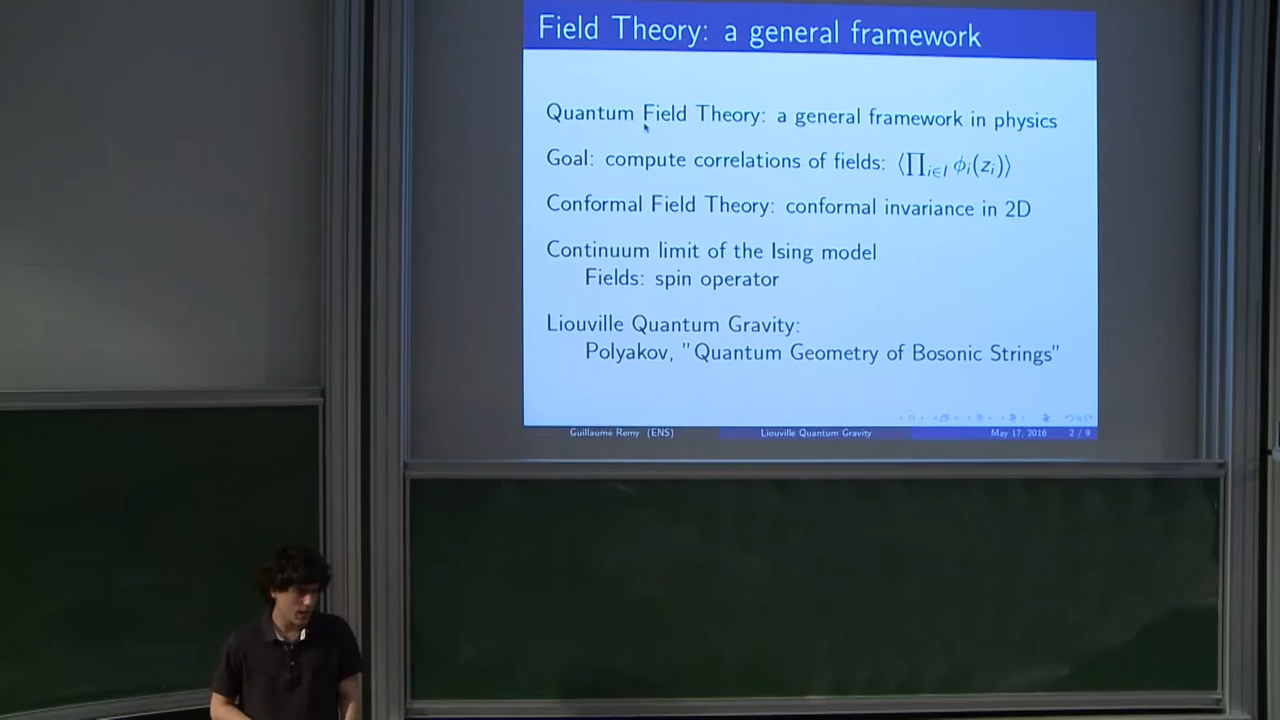 Field Theory: a general framework
Quantum Field Theory: a general framework in physics
Goal: compute correlations of fields: ⟨∏_{i∈I} ϕ_i(z_i)⟩
Conformal Field Theory: conformal invariance in 2D
Continuum limit of the Ising model
Fields: spin operator
Liouville Quantum Gravity:
Polyakov, "Quantum Geometry of Bosonic Strings"
Guillaume Remy (ENS) Liouville Quantum Gravity May 17, 2016 2 / 9